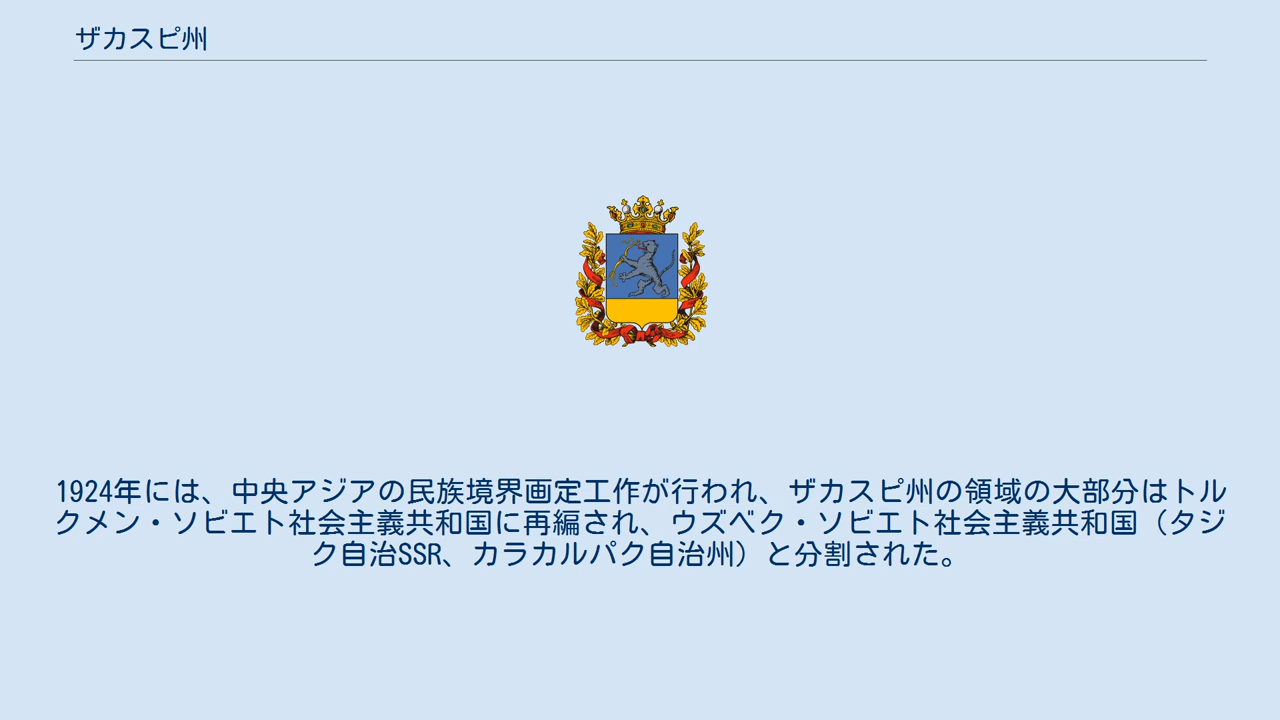 ザカスピ州
1924年には、中央アジアの民族境界画定工作が行われ、ザカスピ州の領域の大部分はトル
クメン・ソビエト社会主義共和国に再編され、ウズベク・ソビエト社会主義共和国（タジ
ク自治SSR、カラカルパク自治州）と分割された。